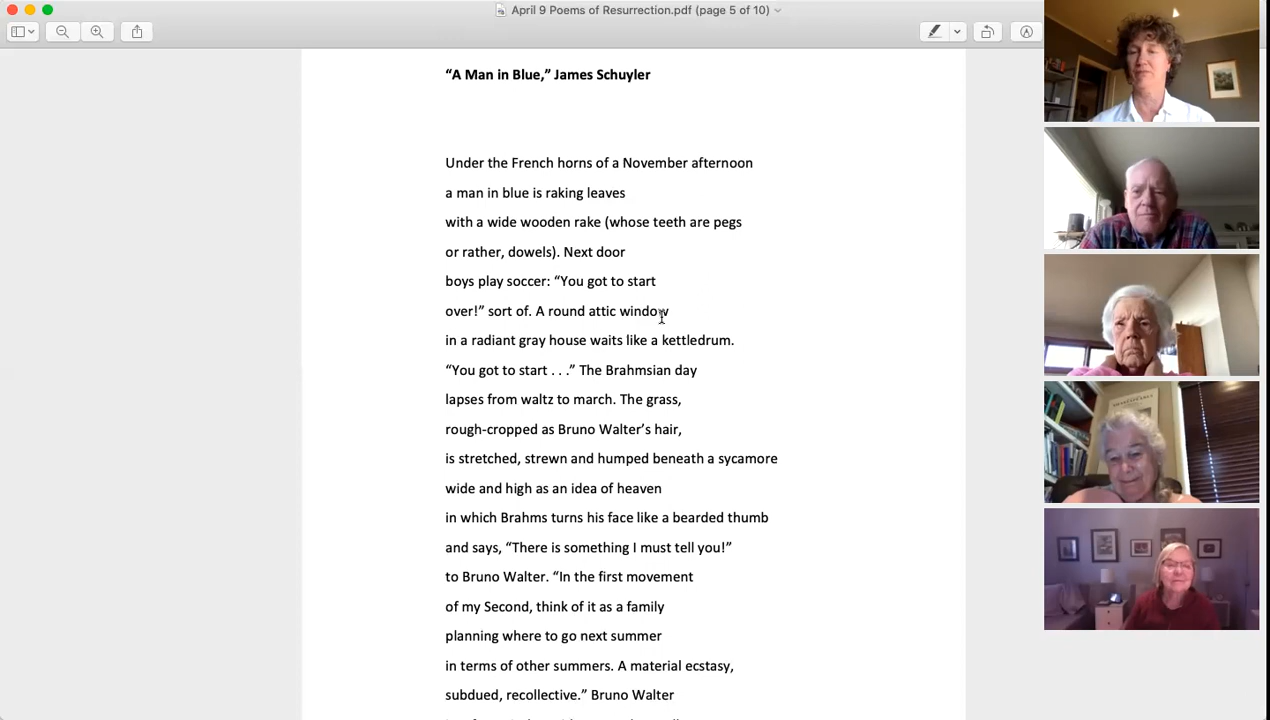 April 9 Poems of Resurrection.pdf (page 5 of 10)
“A Man in Blue,” James Schuyler
Under the French horns of a November afternoon
a man in blue is raking leaves
with a wide wooden rake (whose teeth are pegs
or rather, dowels). Next door
boys play soccer: “You got to start
over!” sort of. A round attic window
in a radiant gray house waits like a kettledrum.
“You got to start . . .” The Brahmsian day
lapses from waltz to march. The grass,
rough-cropped as Bruno Walter’s hair,
is stretched, strewn and humped beneath a sycamore
wide and high as an idea of heaven
in which Brahms turns his face like a bearded thumb
and says, “There is something I must tell you!”
to Bruno Walter. “In the first movement
of my Second, think of it as a family
planning where to go next summer
in terms of other summers. A material ecstasy,
subdued, recollective.” Bruno Walter